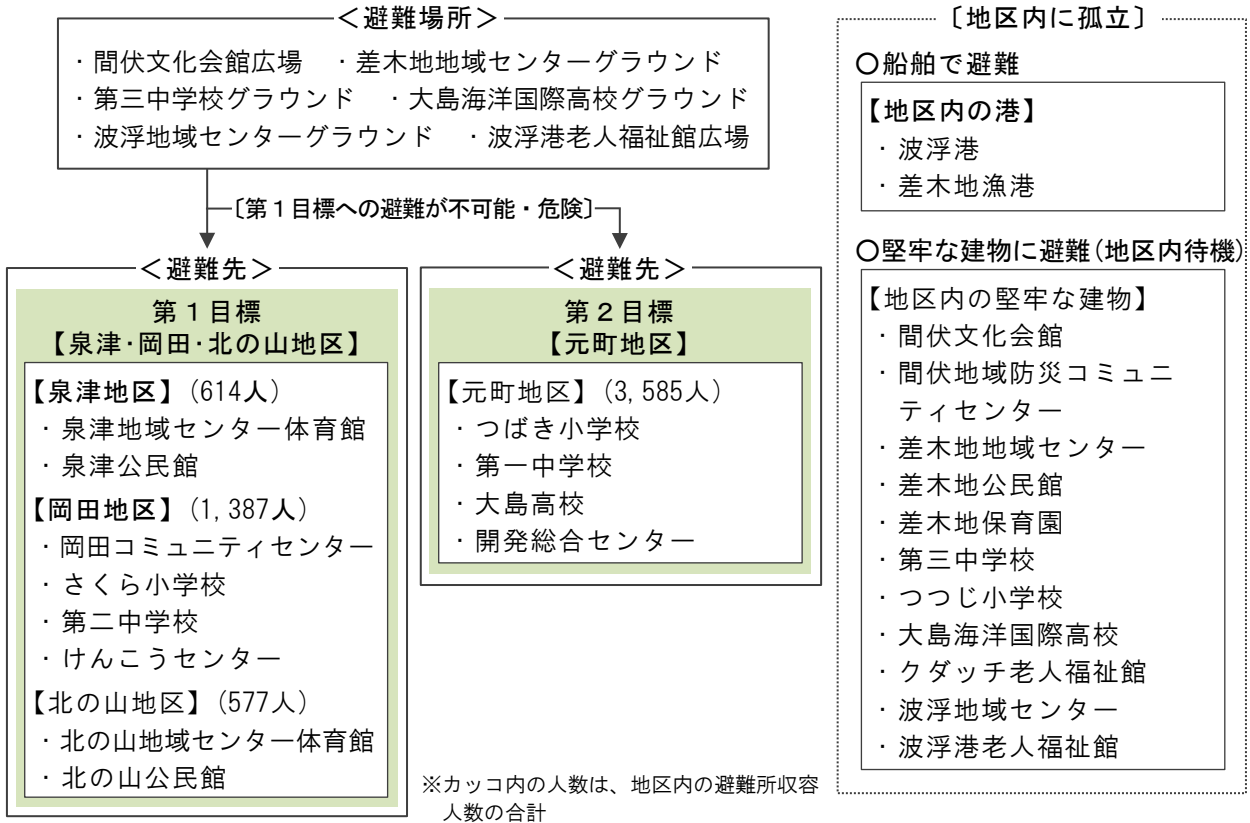 ＜避難場所＞
・間伏文化会館広場　・差木地地域センターグラウンド
・第三中学校グラウンド　・大島海洋国際高校グラウンド
・波浮地域センターグラウンド　・波浮港老人福祉館広場
〔第１目標への避難が不可能・危険〕
＜避難先＞
第１目標
【泉津･岡田･北の山地区】
【泉津地区】(614人)
・泉津地域センター体育館
・泉津公民館
【岡田地区】(1,387人)
・岡田コミュニティセンター
・さくら小学校
・第二中学校
・けんこうセンター
【北の山地区】(577人)
・北の山地域センター体育館
・北の山公民館
＜避難先＞
第２目標
【元町地区】
【元町地区】(3,585人)
・つばき小学校
・第一中学校
・大島高校
・開発総合センター
※カッコ内の人数は、地区内の避難所収容
人数の合計
〔地区内に孤立〕
〇船舶で避難
【地区内の港】
・波浮港
・差木地漁港
〇堅牢な建物に避難(地区内待機)
【地区内の堅牢な建物】
・間伏文化会館
・間伏地域防災コミュニ
ティセンター
・差木地地域センター
・差木地公民館
・差木地保育園
・第三中学校
・つつじ小学校
・大島海洋国際高校
・クダッチ老人福祉館
・波浮地域センター
・波浮港老人福祉館